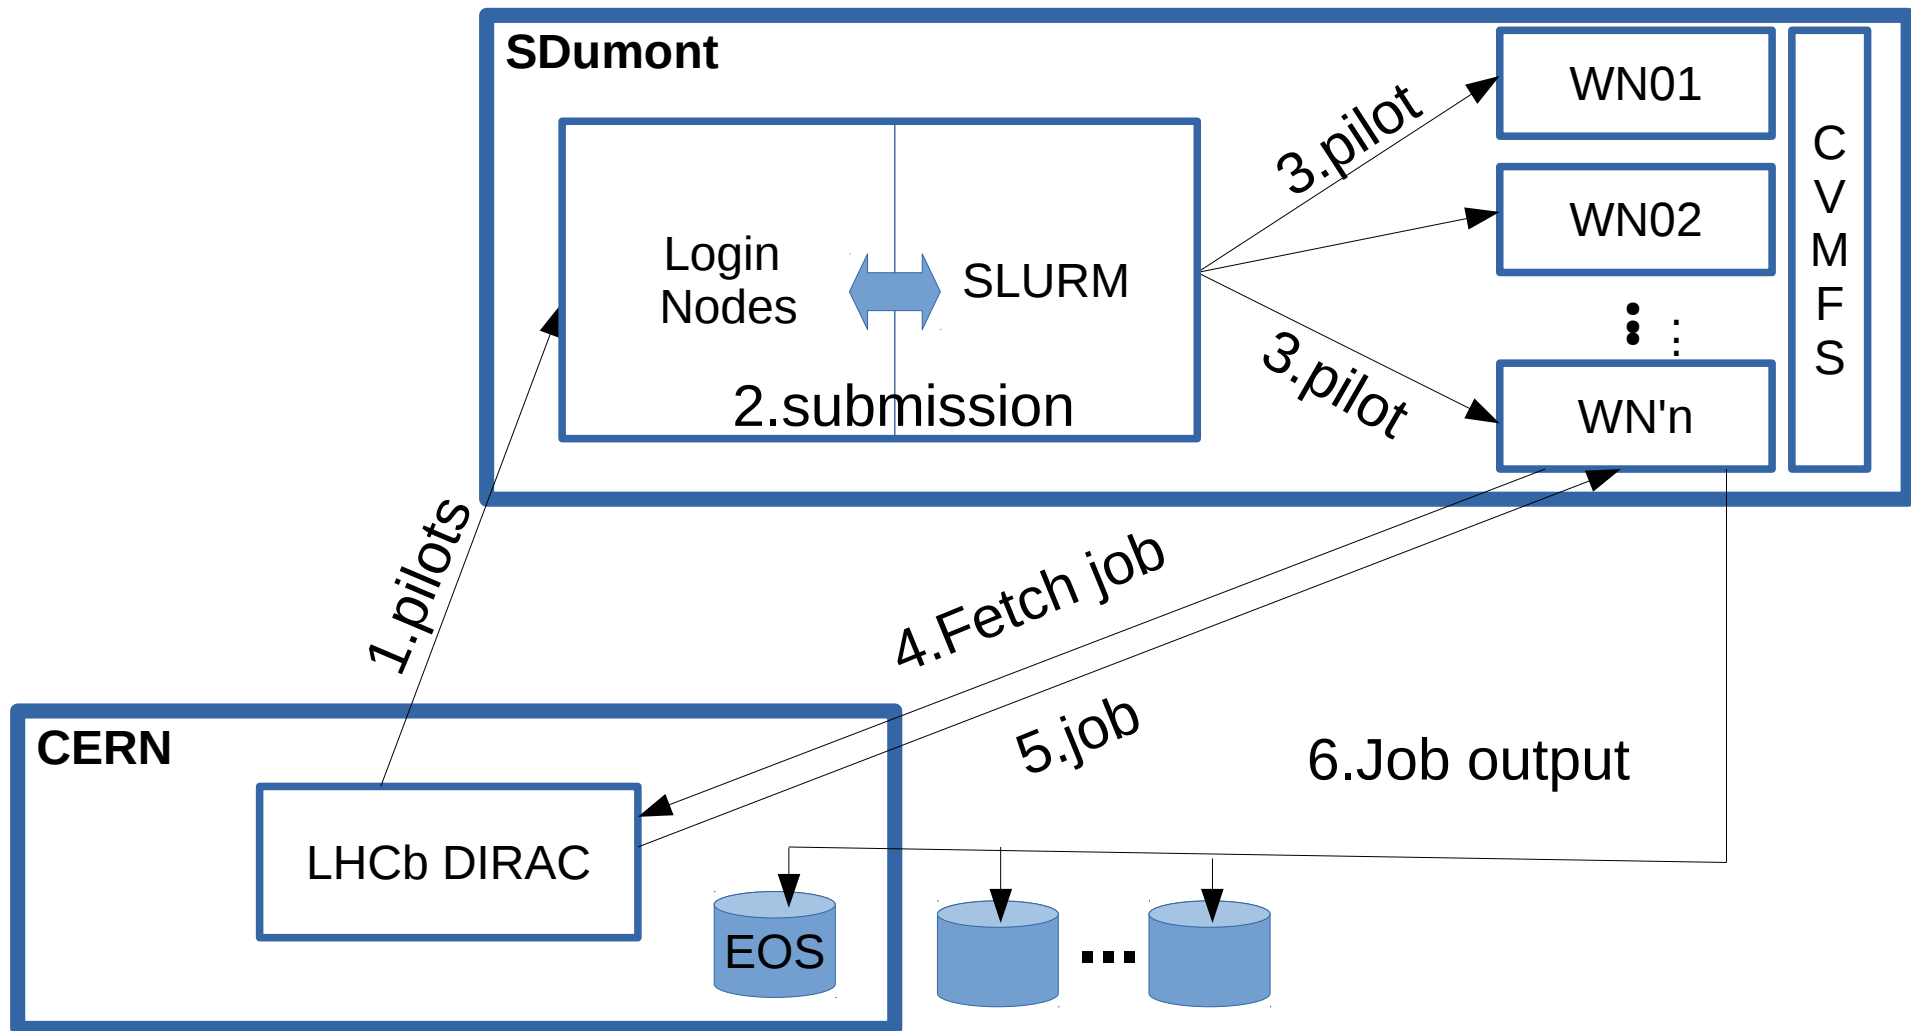 SDumont
WN01
3.pilot
WN02
C
V
M
F
S
Login
Nodes
SLURM
2.submission
3.pilot
WN'n
1.pilots
4.Fetch job
5.job
6.Job output
CERN
LHCb DIRAC
EOS